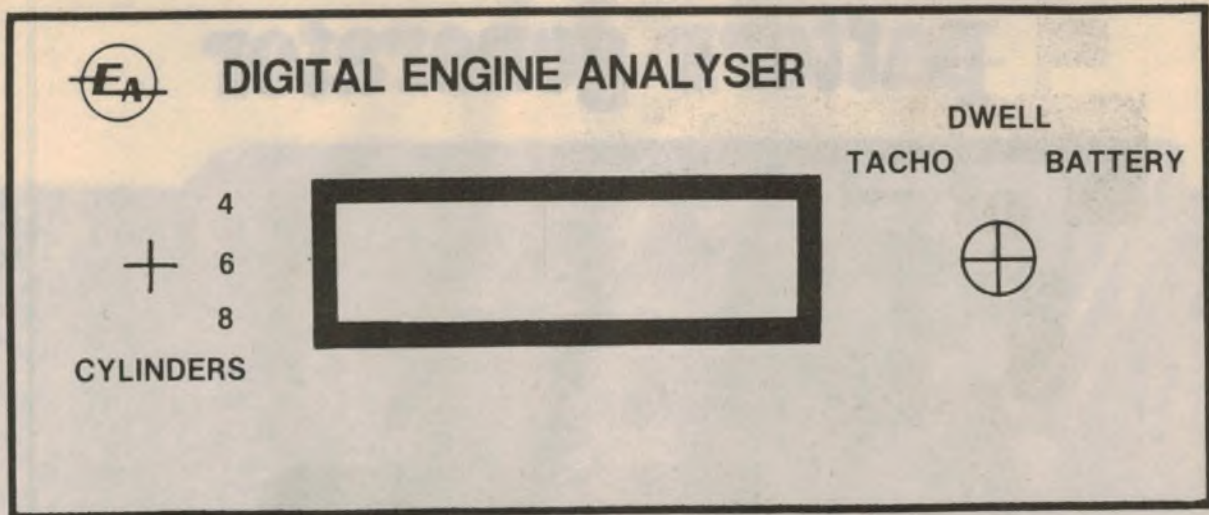 EA DIGITAL ENGINE ANALYSER
DWELL
TACHO BATTERY
4
6
8
CYLINDERS